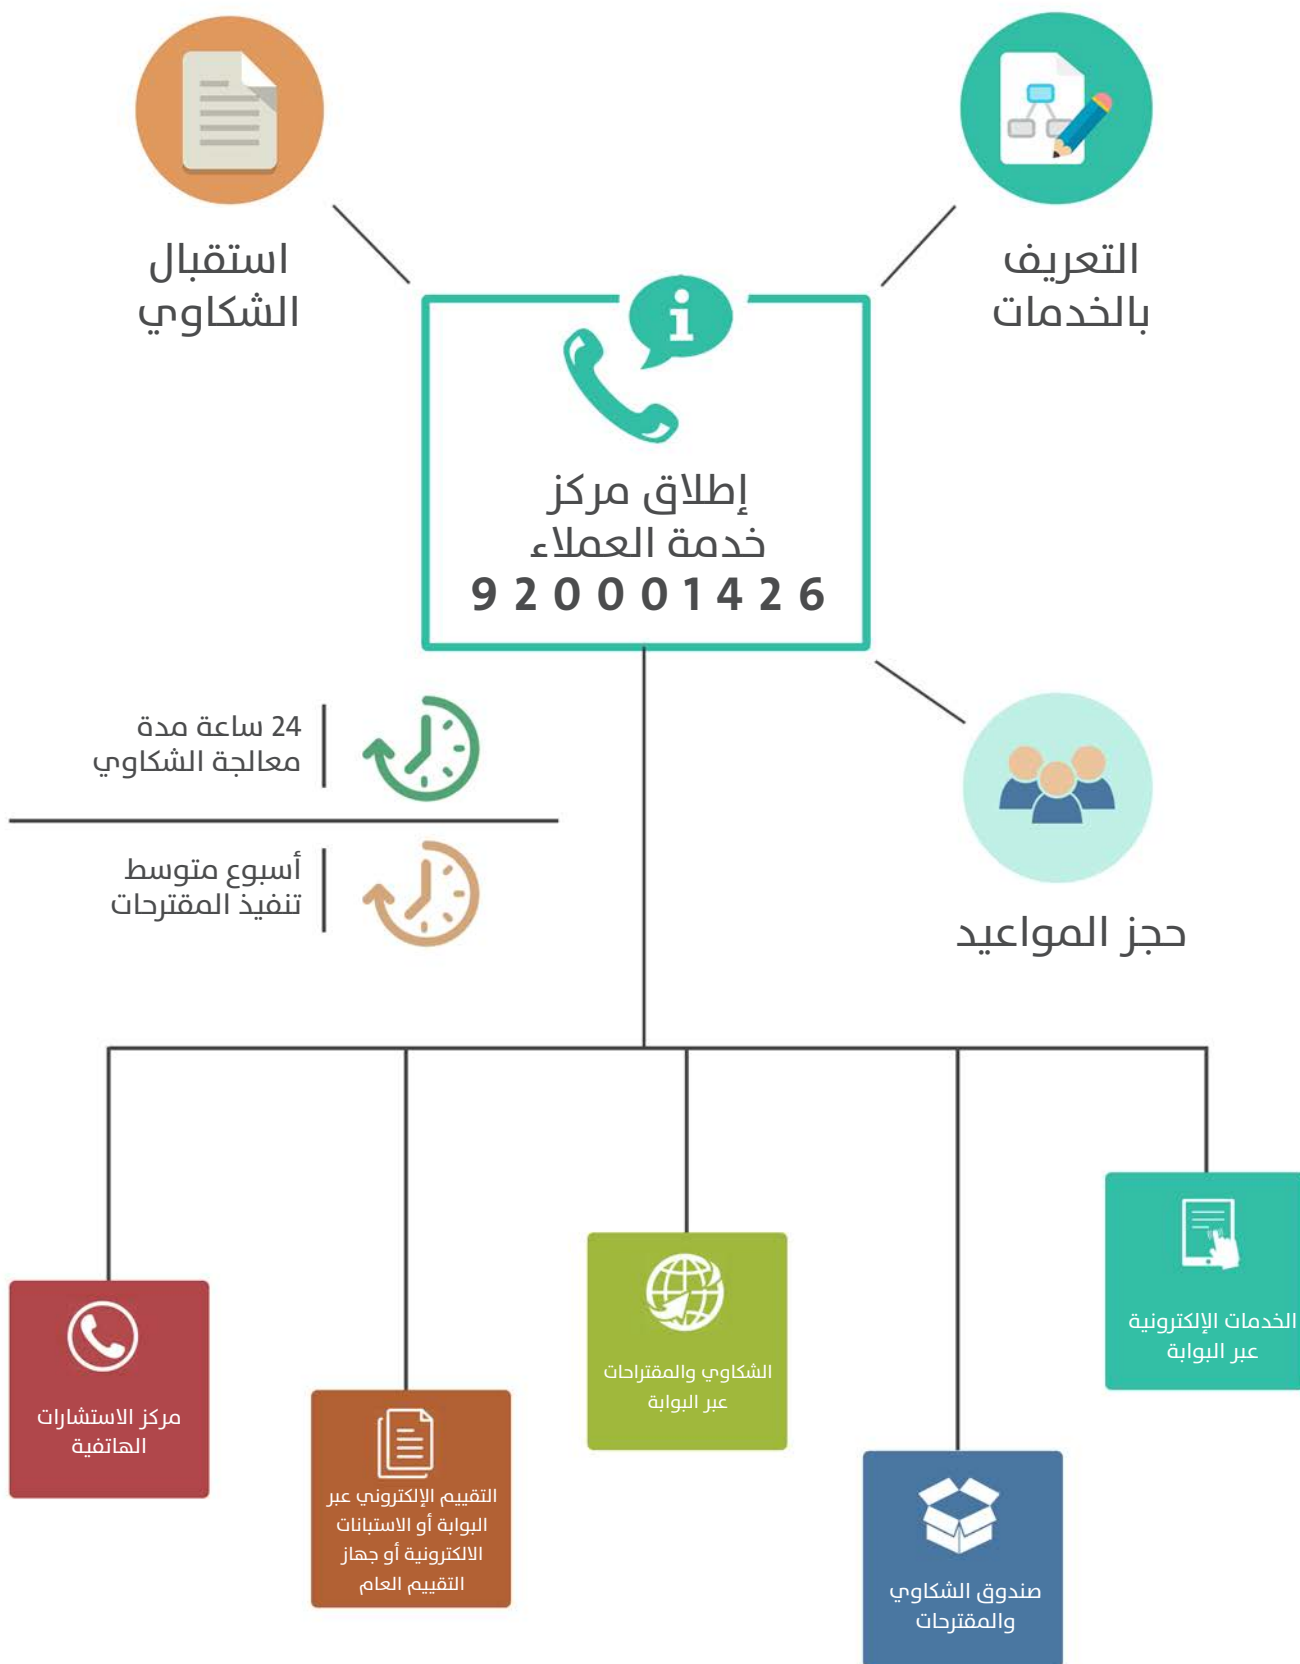 التعريف
بالخدمات
استقبال
الشكاوي
إطلاق مركز
خدمة العملاء
920001426
24 ساعة مدة
معالجة الشكاوي
أسبوع متوسط
تنفيذ المقترحات
حجز المواعيد
الخدمات الإلكترونية
عبر البوابة
صندوق الشكاوي
والمقترحات
الشكاوي والمقتراحات
عبر البوابة
التقييم الإلكتروني عبر
البوابة أو الاستبانات
الالكترونية أو جهاز
التقييم العام
مركز الاستشارات
الهاتفية